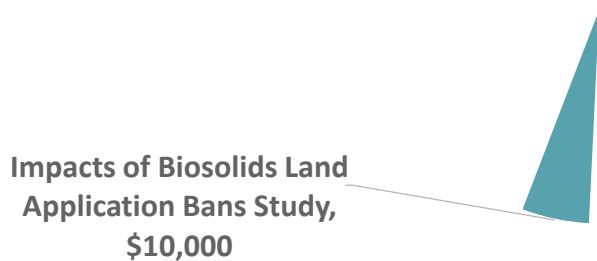 Impacts of Biosolids Land
Application Bans Study,
$10,000